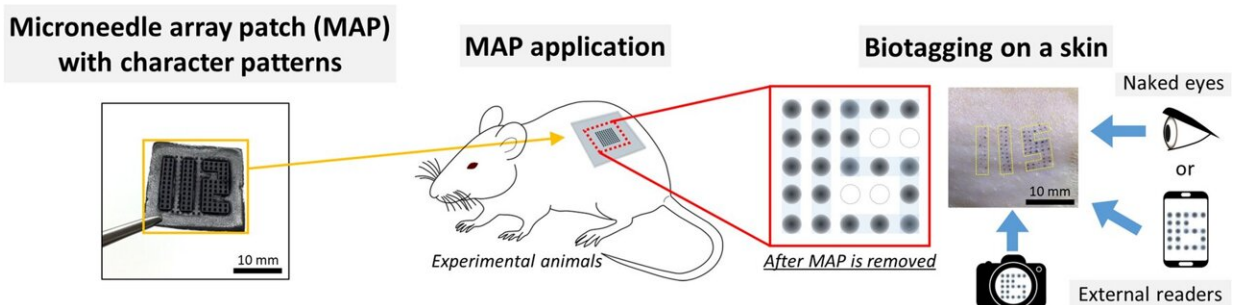 Microneedle array patch (MAP)
with character patterns
MAP application
Biotagging on a skin
Naked eyes
or
10 mm
10 mm
Experimental animals
After MAP is removed
External readers